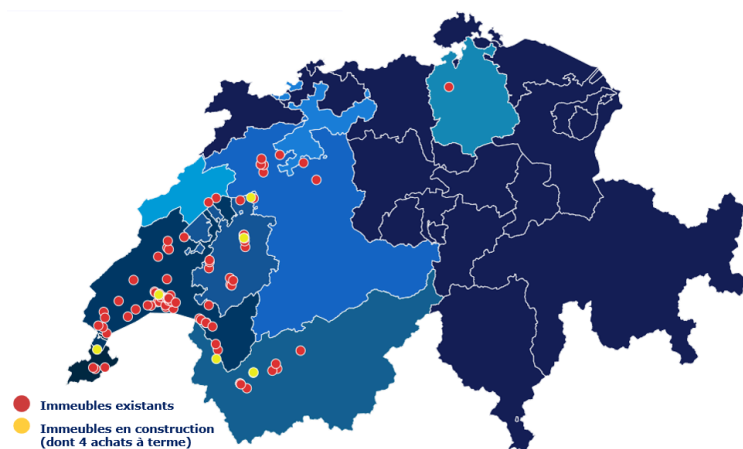 Immeubles existants
Immeubles en construction
(dont 4 achats à terme)